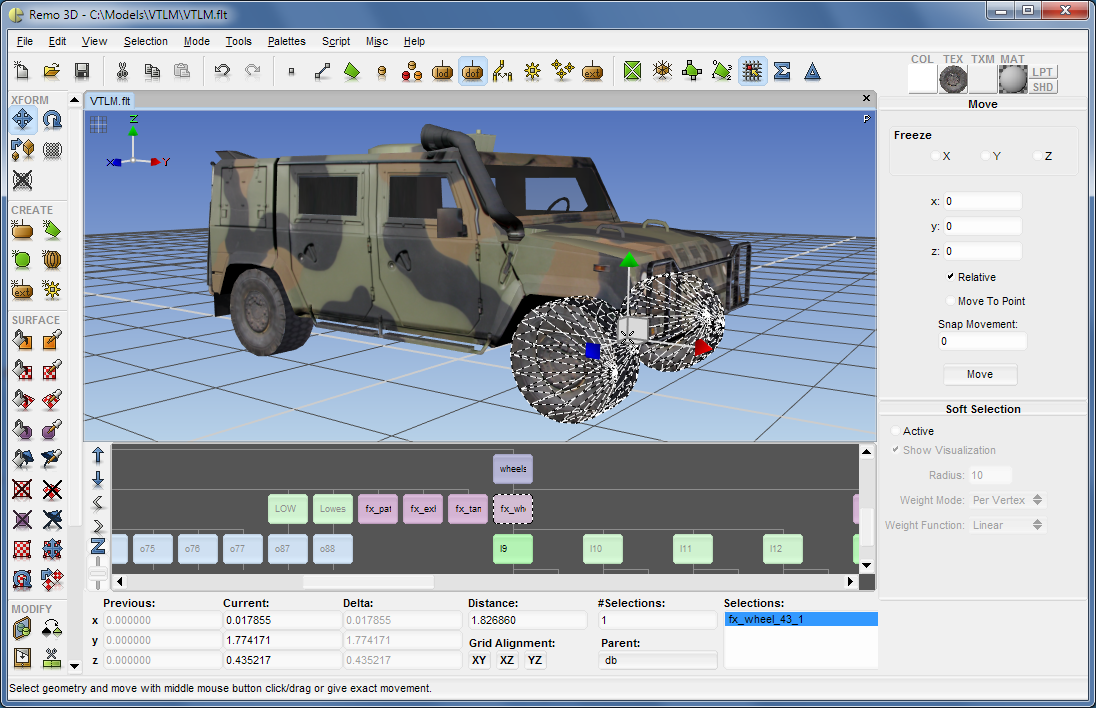 Remo 3D - C:\Models\VTLM\VTLM.flt
File Edit View Selection Mode Tools Palettes Script Misc Help
lod dof ext
COL TEX TXM MAT
LPT
SHD
XFORM
CREATE
ext
SURFACE
MODIFY
VTLM.flt
P
Z
X Y
Move
Freeze
X Y Z
x: 0
y: 0
z: 0
Relative
Move To Point
Snap Movement:
0
Move
Soft Selection
Active
Show Visualization
Radius: 10
Weight Mode: Per Vertex
Weight Function: Linear
wheels
LOW Lowes fx_pat fx_exl fx_tan fx_whe
o75 o76 o77 o87 o88 l9 l10 l11 l12
Previous: Current: Delta: Distance: #Selections: Selections:
x 0.000000 0.017855 0.017855 1.826860 1 fx_wheel_43_1
y 0.000000 1.774171 1.774171 Grid Alignment: Parent:
z 0.000000 0.435217 0.435217 XY XZ YZ db
Select geometry and move with middle mouse button click/drag or give exact movement.